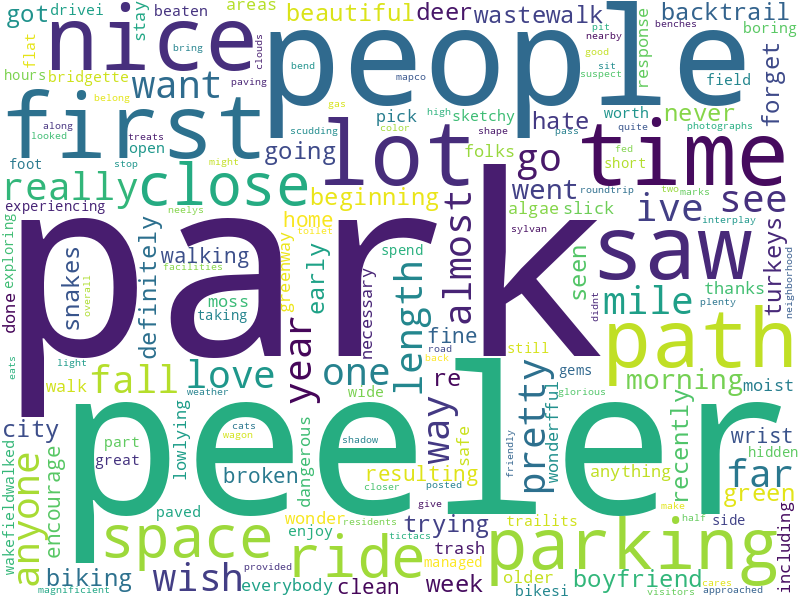 got
drivei
stay
beaten
areas
beautiful
deer
waste
walk
response
backtrail
boring
flat
nice
clouds
bring
people
pit
nearby
good
benches
sit
suspect
hours
bridgette
want
bend
mapco
field
forget
belong
paving
gas
high
color
shape
pass
worth
quite
never
photographs
first
along
looked
treats
scudding
pick
sketchy
hate
lot
time
foot
open
stop
going
folks
go
fed
short
might
really
close
beginning
went
ive
see
two
marks
roundtrip
experiencing
neelys
home
almost
algae
slick
interplay
exploring
park
sylvan
saw
turkeys
neighborhood
snakes
definitely
walking
facilities
toilet
greenway
early
spend
seen
thanks
plenty
done
overall
moss
taking
necessary
length
mile
didnt
year
fine
road
still
path
eats
light
walk
fall
love
one
back
re
gems
morning
moist
weather
wide
glorious
city
part
great
cats
wagon
way
safe
pretty
wonderfful
wrist
hidden
peeler
lowlying
broken
shadow
closer
resulting
friendly
anything
recently
far
green
wakefieldwalked
anyone
encourage
dangerous
posted
paved
space
wonder
enjoy
residents
give
trying
trailits
parking
half
make
side
including
tictacs
ride
trash
managed
visitors
cares
approached
biking
magnificient
wish
everybody
provided
clean
week
older
bikesi
boyfriend